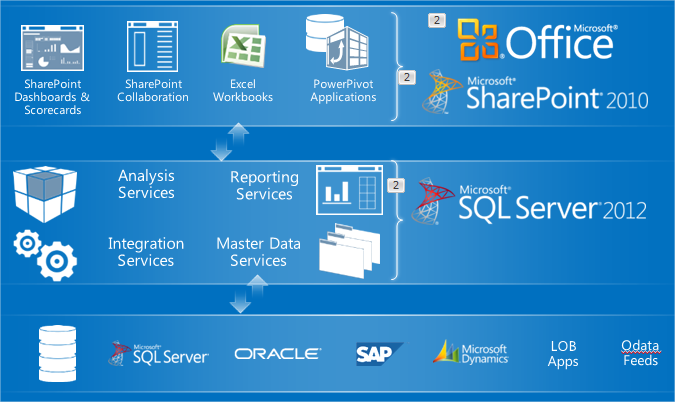 2
Microsoft®
Office
SharePoint
Dashboards &
Scorecards
SharePoint
Collaboration
Excel
Workbooks
PowerPivot
Applications
2
Microsoft®
SharePoint® 2010
Analysis
Services
Reporting
Services
2
Microsoft®
SQL Server® 2012
Integration
Services
Master Data
Services
Microsoft®
SQL Server®
ORACLE®
SAP
Microsoft
Dynamics
LOB
Apps
Odata
Feeds